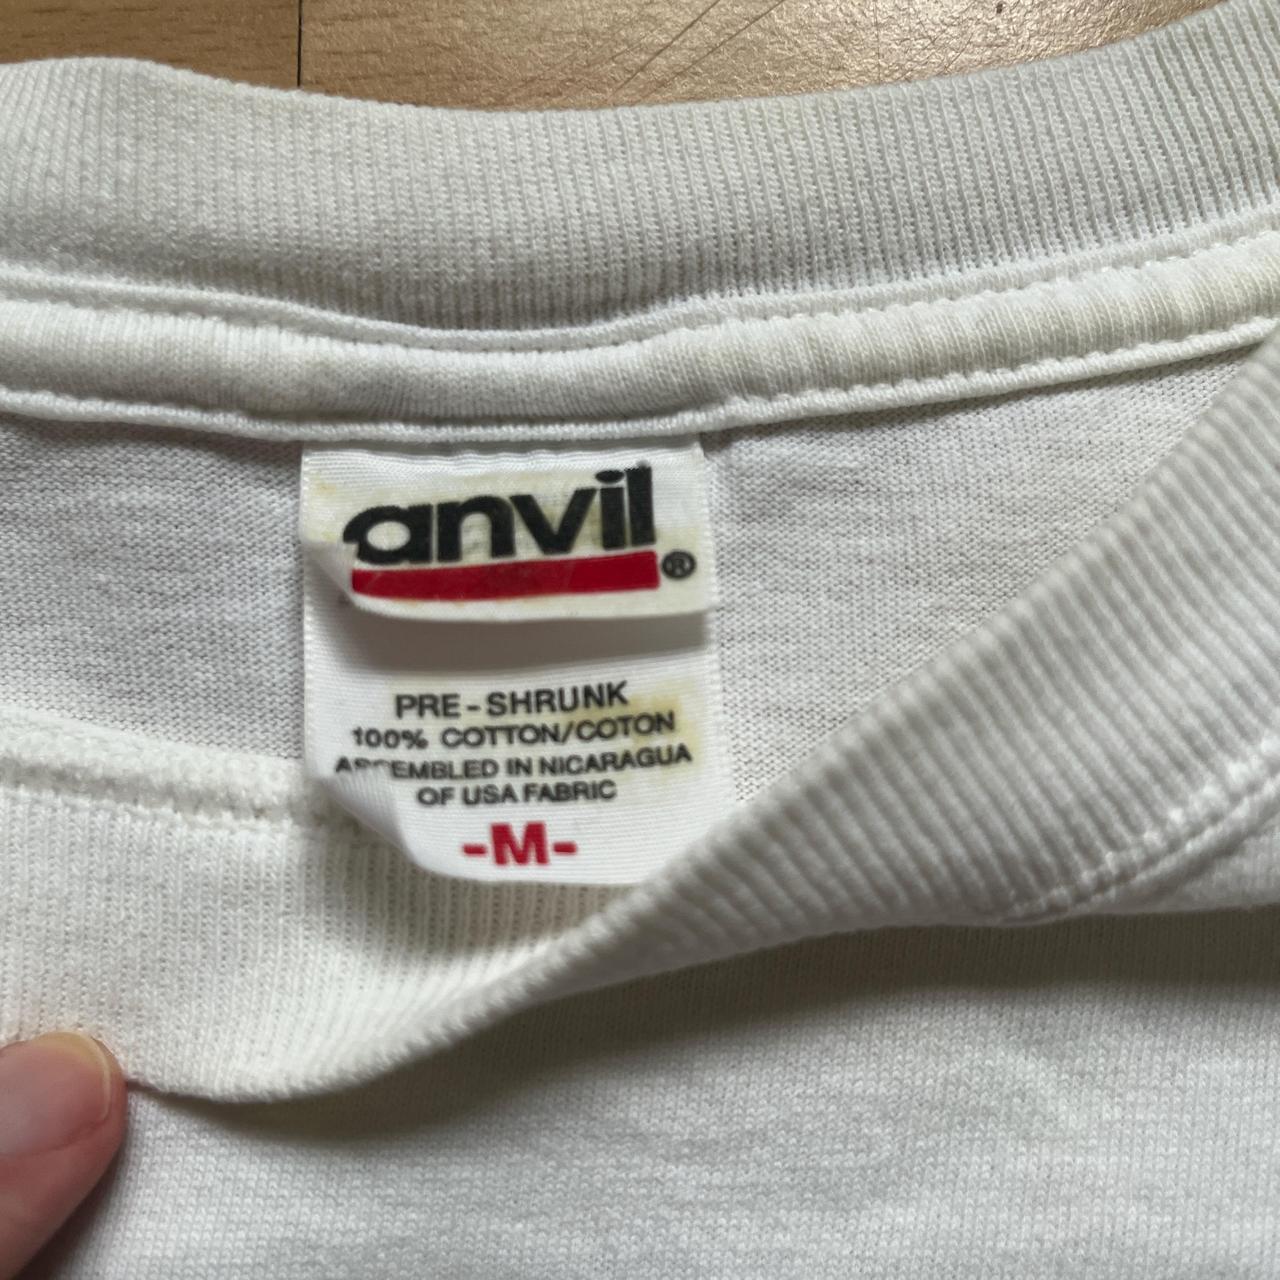 anvil®
PRE-SHRUNK
100% COTTON/COTON
ASSEMBLED IN NICARAGUA
OF USA FABRIC
-M-